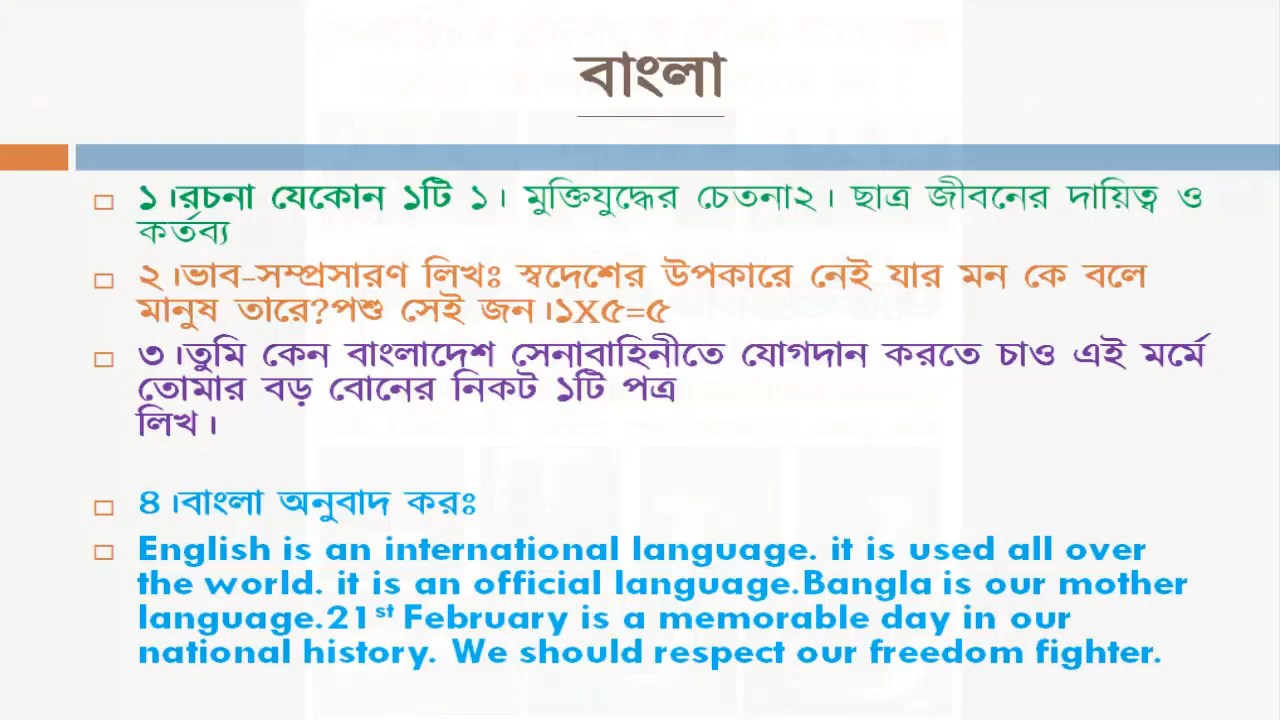 বাংলা
১।রচনা যেকোন ১টি ১। মুক্তিযুদ্ধের চেতনা২। ছাত্র জীবনের দায়িত্ব ও
কর্তব্য
২।ভাব-সম্প্রসারণ লিখঃ স্বদেশের উপকারে নেই যার মন কে বলে
মানুষ তারে?পশু সেই জন।১X৫=৫
৩।তুমি কেন বাংলাদেশ সেনাবাহিনীতে যোগদান করতে চাও এই মর্মে
তোমার বড় বোনের নিকট ১টি পত্র
লিখ।
৪।বাংলা অনুবাদ করঃ
English is an international language. it is used all over
the world. it is an official language.Bangla is our mother
language.21st February is a memorable day in our
national history. We should respect our freedom fighter.